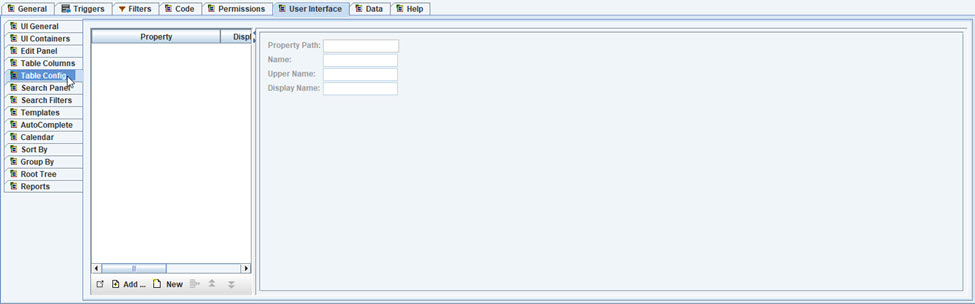 General Triggers Filters Code Permissions User Interface Data Help
UI General
UI Containers
Edit Panel
Table Columns
Table Config
Search Panel
Search Filters
Templates
AutoComplete
Calendar
Sort By
Group By
Root Tree
Reports
Property Displ
Add ... New
Property Path:
Name:
Upper Name:
Display Name: